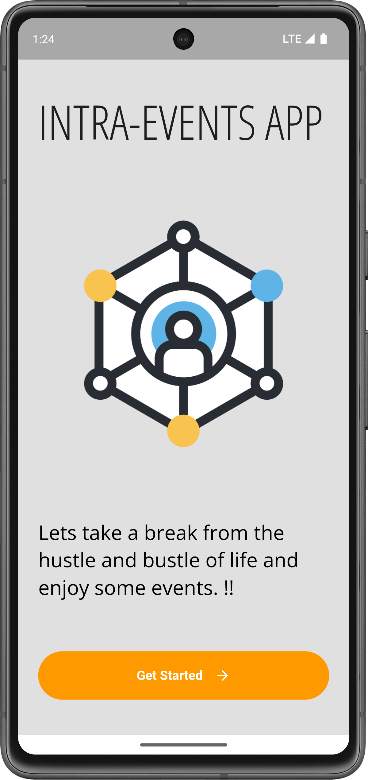 1:24 LTE
INTRA-EVENTS APP
Lets take a break from the
hustle and bustle of life and
enjoy some events. !!
Get Started